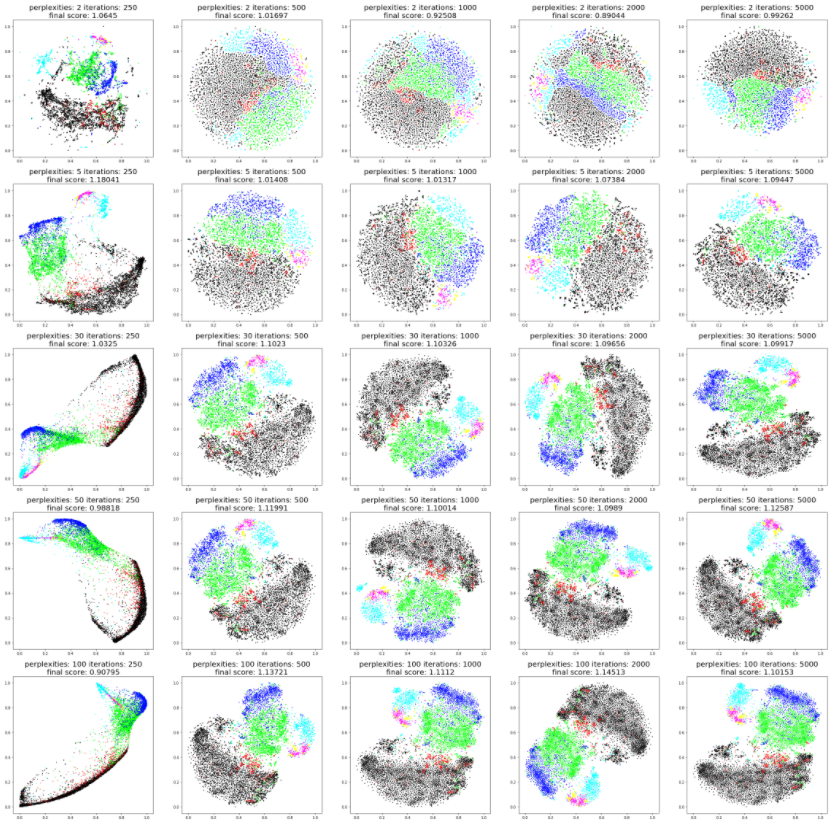 perplexities: 2 iterations: 250
final score: 1.0645
perplexities: 2 iterations: 500
final score: 1.01697
perplexities: 2 iterations: 1000
final score: 0.92508
perplexities: 2 iterations: 2000
final score: 0.89044
perplexities: 2 iterations: 5000
final score: 0.99262
perplexities: 5 iterations: 250
final score: 1.18041
perplexities: 5 iterations: 500
final score: 1.01408
perplexities: 5 iterations: 1000
final score: 1.01317
perplexities: 5 iterations: 2000
final score: 1.07384
perplexities: 5 iterations: 5000
final score: 1.09447
perplexities: 30 iterations: 250
final score: 1.0325
perplexities: 30 iterations: 500
final score: 1.1023
perplexities: 30 iterations: 1000
final score: 1.10326
perplexities: 30 iterations: 2000
final score: 1.09656
perplexities: 30 iterations: 5000
final score: 1.09917
perplexities: 50 iterations: 250
final score: 0.98818
perplexities: 50 iterations: 500
final score: 1.11991
perplexities: 50 iterations: 1000
final score: 1.10014
perplexities: 50 iterations: 2000
final score: 1.0989
perplexities: 50 iterations: 5000
final score: 1.12587
perplexities: 100 iterations: 250
final score: 0.90795
perplexities: 100 iterations: 500
final score: 1.13721
perplexities: 100 iterations: 1000
final score: 1.1112
perplexities: 100 iterations: 2000
final score: 1.14513
perplexities: 100 iterations: 5000
final score: 1.10153